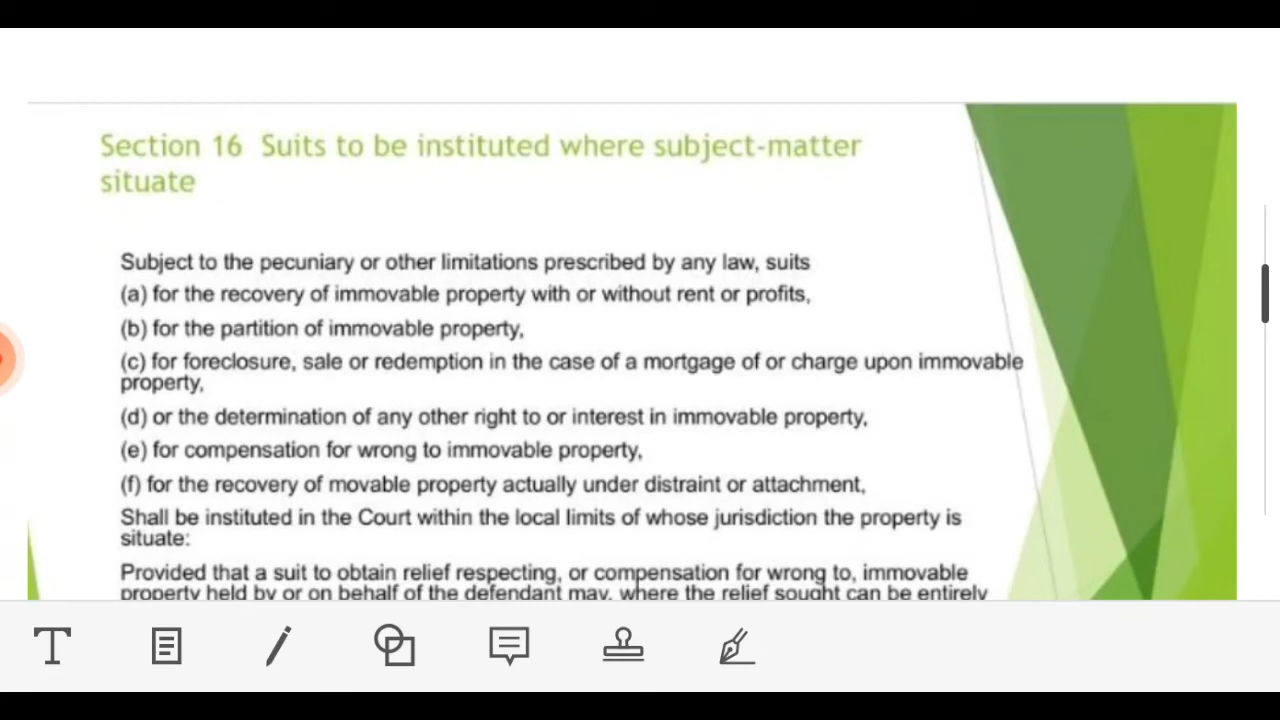 Section 16 Suits to be instituted where subject-matter
situate
Subject to the pecuniary or other limitations prescribed by any law, suits
(a) for the recovery of immovable property with or without rent or profits,
(b) for the partition of immovable property,
(c) for foreclosure, sale or redemption in the case of a mortgage of or charge upon immovable
property,
(d) or the determination of any other right to or interest in immovable property,
(e) for compensation for wrong to immovable property,
(f) for the recovery of movable property actually under distraint or attachment,
Shall be instituted in the Court within the local limits of whose jurisdiction the property is
situate:
Provided that a suit to obtain relief respecting, or compensation for wrong to, immovable
property held by or on behalf of the defendant may, where the relief sought can be entirely